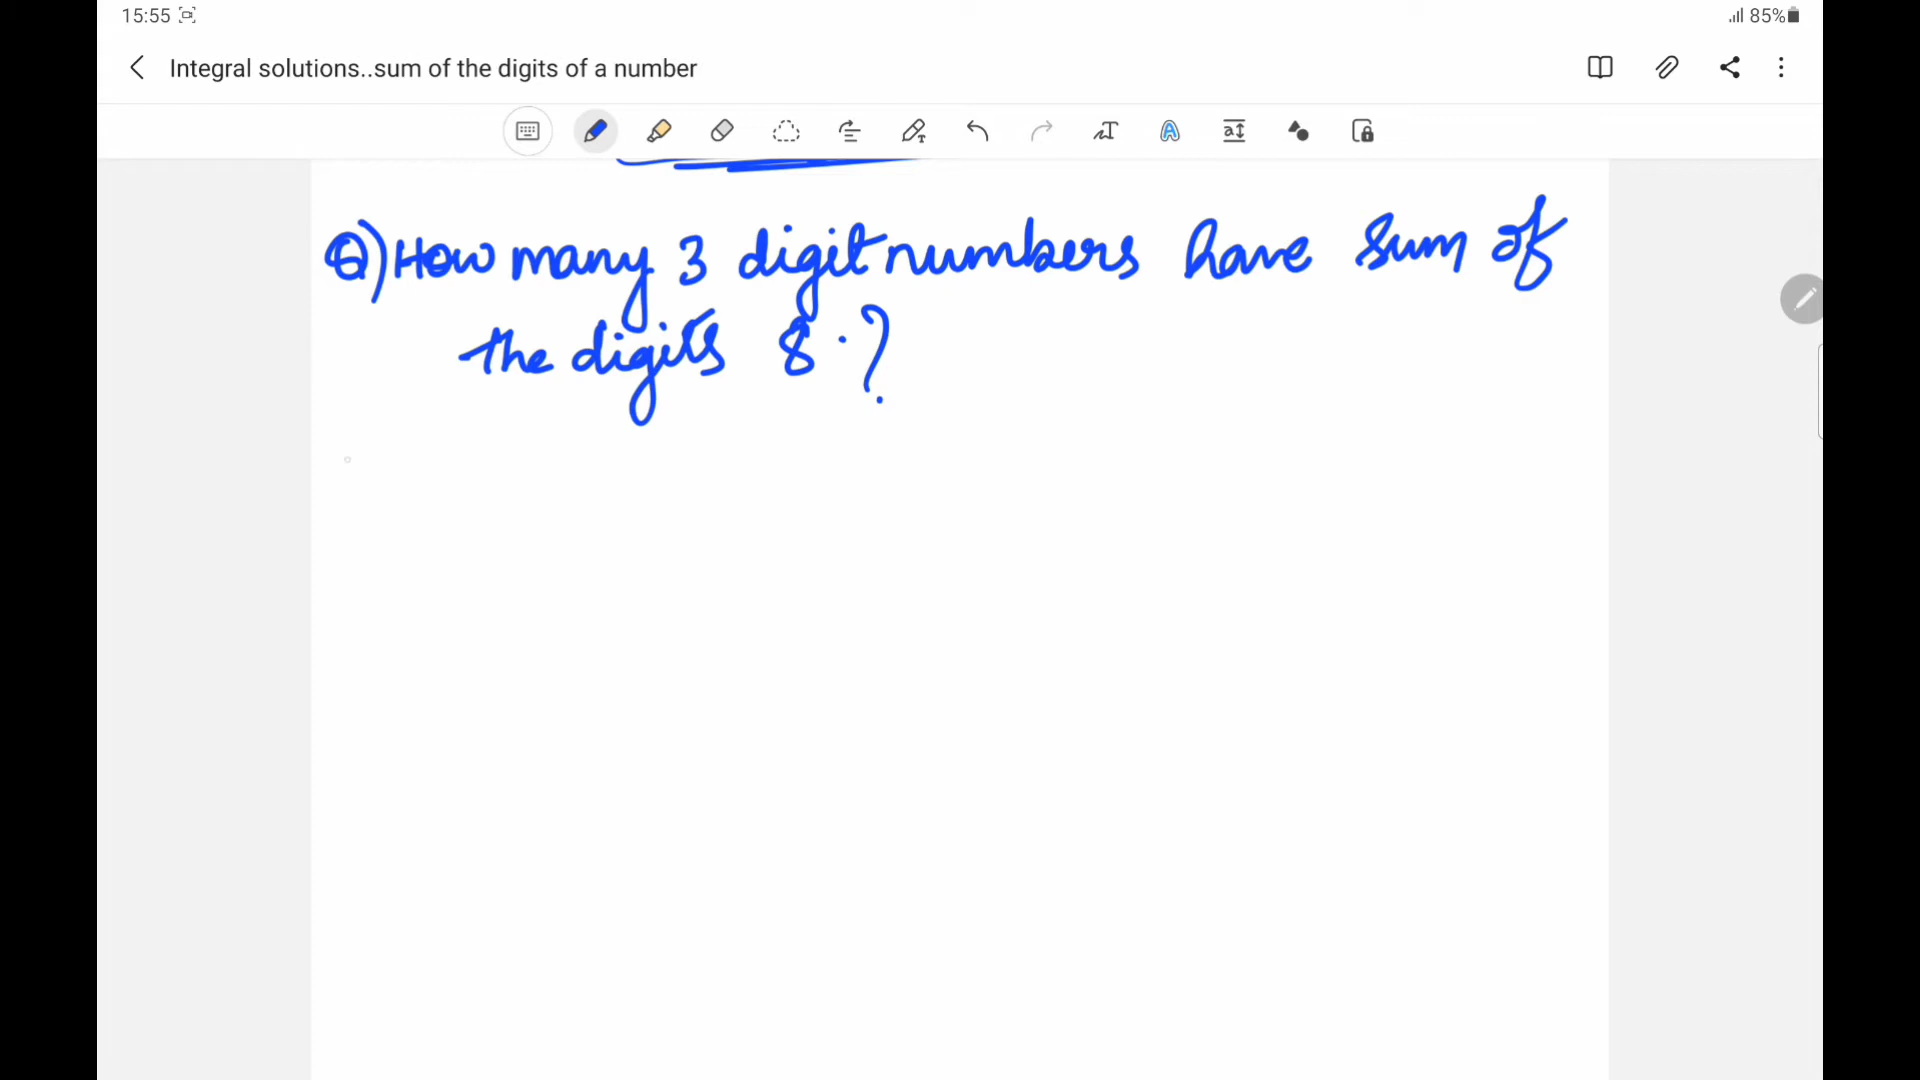 15:55
85%
Integral solutions..sum of the digits of a number
Q) How many 3 digit numbers have sum of
the digits 8.?